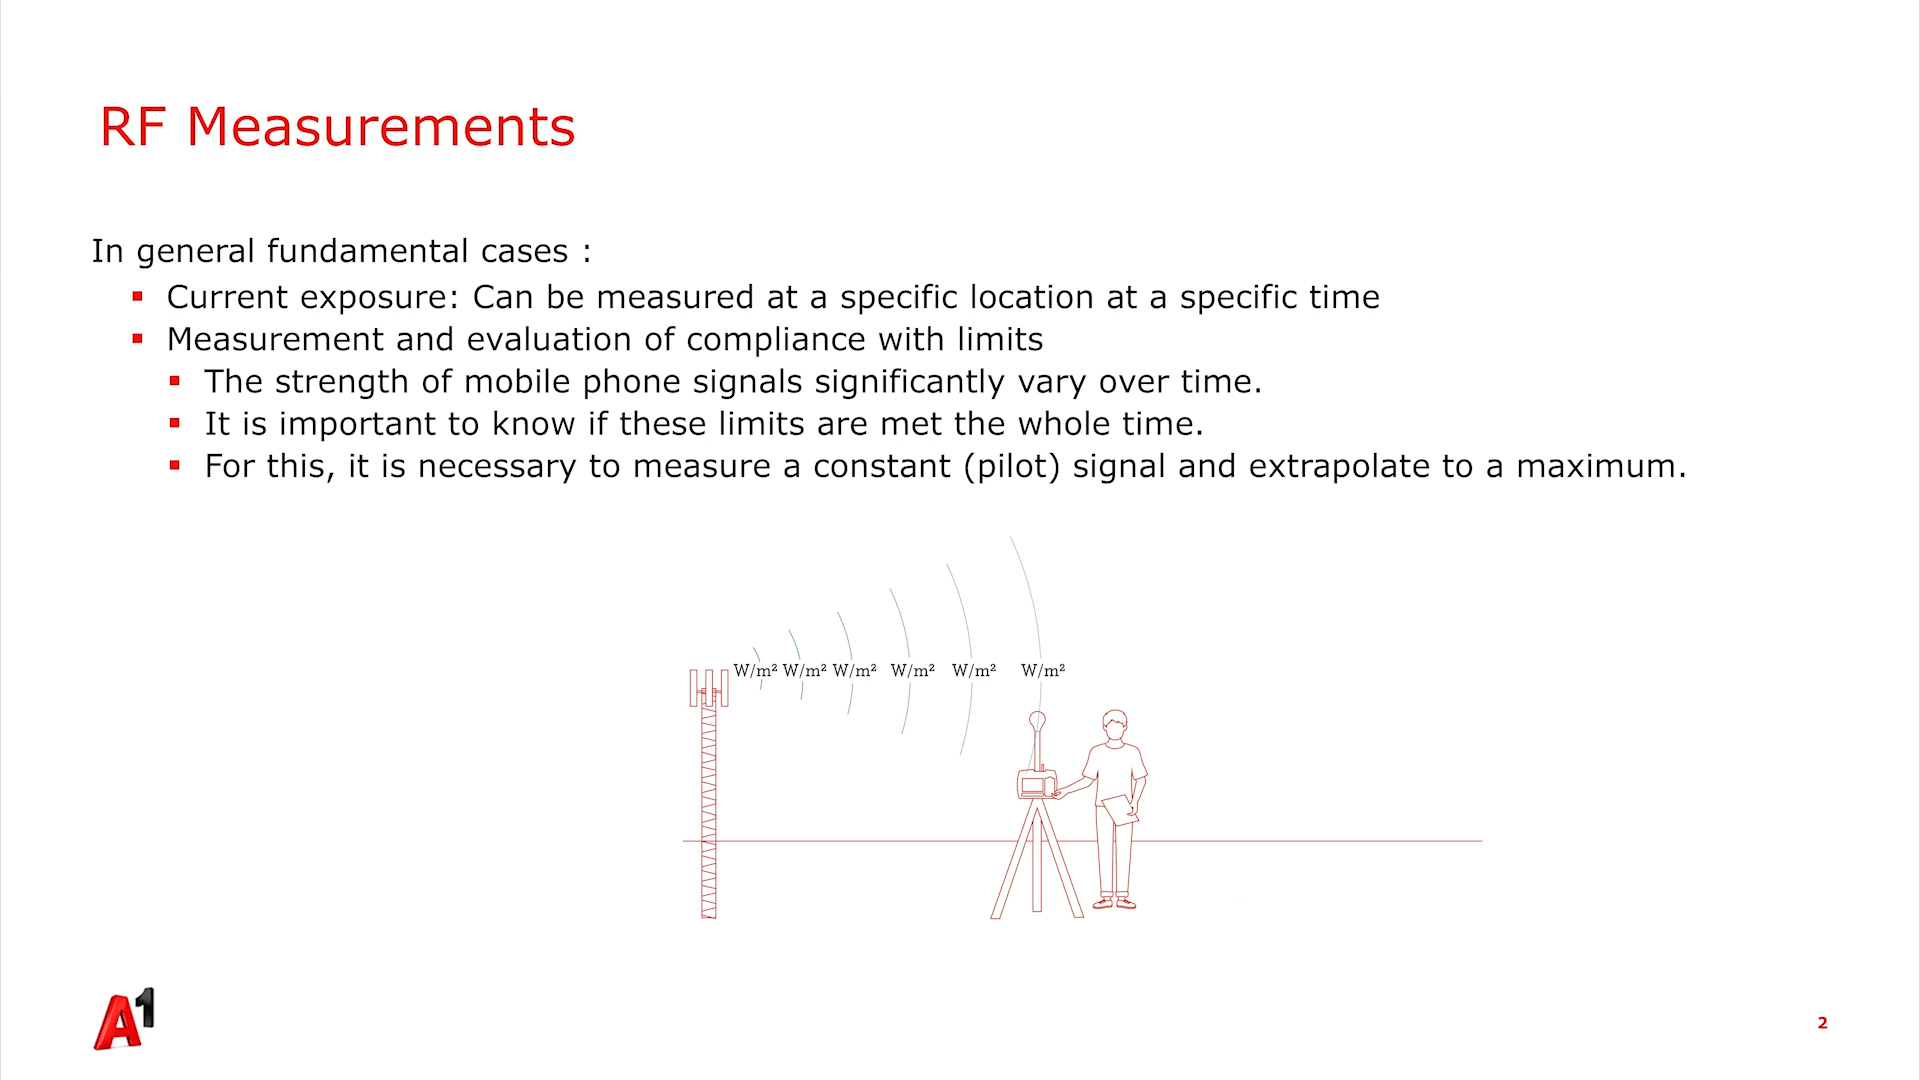 RF Measurements
In general fundamental cases :
▪ Current exposure: Can be measured at a specific location at a specific time
▪ Measurement and evaluation of compliance with limits
▪ The strength of mobile phone signals significantly vary over time.
▪ It is important to know if these limits are met the whole time.
▪ For this, it is necessary to measure a constant (pilot) signal and extrapolate to a maximum.
W/m² W/m² W/m² W/m² W/m² W/m²
A1
2